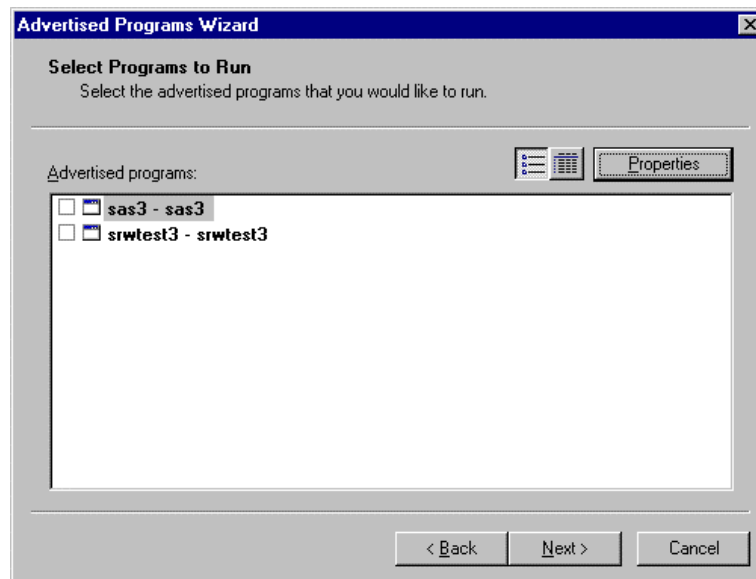 Advertised Programs Wizard
Select Programs to Run
Select the advertised programs that you would like to run.
Advertised programs:
Properties
sas3 - sas3
srwtest3 - srwtest3
< Back
Next >
Cancel